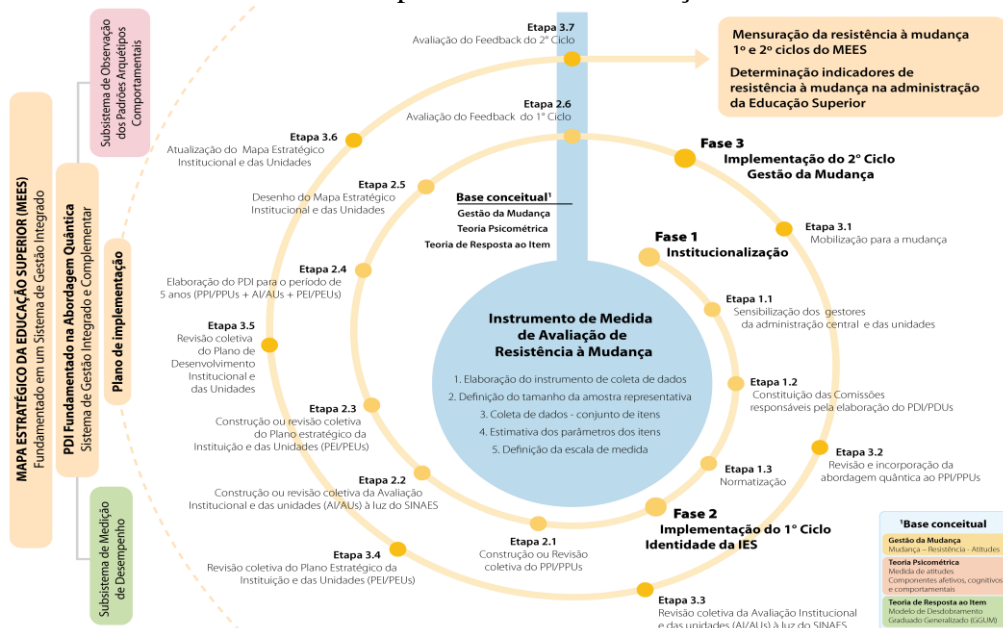 MAPA ESTRATÉGICO DA EDUCAÇÃO SUPERIOR (MEES)
Fundamentado em um Sistema de Gestão Integrado
PDI Fundamentado na Abordagem Quântica
Sistema de Gestão Integrado e Complementar
Subsistema de Observação
dos Padrões Arquétipos
Comportamentais
Plano de implementação
Subsistema de Medição
de Desempenho
Etapa 3.7
Avaliação do Feedback do 2° Ciclo
Mensuração da resistência à mudança
1º e 2º ciclos do MEES
Determinação indicadores de
resistência à mudança na administração
da Educação Superior
Etapa 2.6
Avaliação do Feedback do 1° Ciclo
Etapa 3.6
Atualização do Mapa Estratégico
Institucional e das Unidades
Fase 3
Implementação do 2° Ciclo
Gestão da Mudança
Etapa 2.5
Desenho do Mapa Estratégico
Institucional e das Unidades
Base conceitual¹
Gestão da Mudança
Teoria Psicométrica
Teoria de Resposta ao Item
Etapa 3.1
Mobilização para a mudança
Fase 1
Institucionalização
Etapa 2.4
Elaboração do PDI para o período de
5 anos (PPI/PPUs + AI/AUs + PEI/PEUs)
Etapa 1.1
Sensibilização dos gestores
da administração central e das unidades
Etapa 3.5
Revisão coletiva
do Plano de
Desenvolvimento
Institucional e
das Unidades
Instrumento de Medida
de Avaliação de
Resistência à Mudança
1. Elaboração do instrumento de coleta de dados
2. Definição do tamanho da amostra representativa
3. Coleta de dados - conjunto de itens
4. Estimativa dos parâmetros dos itens
5. Definição da escala de medida
Etapa 1.2
Constituição das Comissões
responsáveis pela elaboração do PDI/PDUs
Etapa 2.3
Construção ou revisão coletiva
do Plano estratégico da
Instituição e das Unidades (PEI/PEUs)
Etapa 3.2
Revisão e incorporação da
abordagem quântica ao PPI/PPUs
Etapa 1.3
Normatização
Etapa 2.2
Construção ou revisão coletiva da Avaliação
Institucional e das unidades (AI/AUs) à luz do SINAES
Fase 2
Implementação do 1° Ciclo
Identidade da IES
Etapa 2.1
Construção ou Revisão
coletiva do PPI/PPUs
Etapa 3.4
Revisão coletiva do Plano Estratégico da
Instituição e das Unidades (PEI/PEUs)
Etapa 3.3
Revisão coletiva da Avaliação Institucional
e das unidades (AI/AUs) à luz do SINAES
¹Base conceitual
Gestão da Mudança
Mudança – Resistência - Atitudes
Teoria Psicométrica
Medida de atitudes
Componentes afetivos, cognitivos
e comportamentais
Teoria de Resposta ao Item
Modelo de Desdobramento
Graduado Generalizado (GGUM)